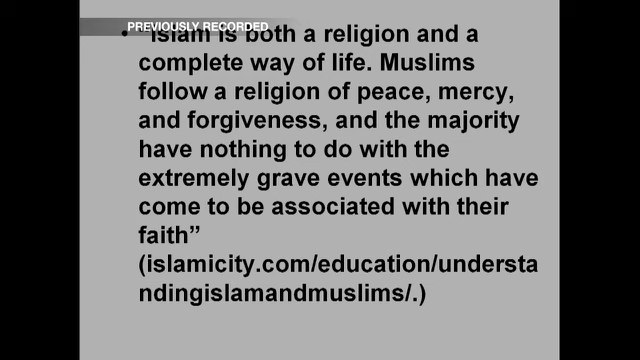 PREVIOUSLY RECORDED
• “Islam is both a religion and a
complete way of life. Muslims
follow a religion of peace, mercy,
and forgiveness, and the majority
have nothing to do with the
extremely grave events which have
come to be associated with their
faith”
(islamicity.com/education/understa
ndingislamandmuslims/.)